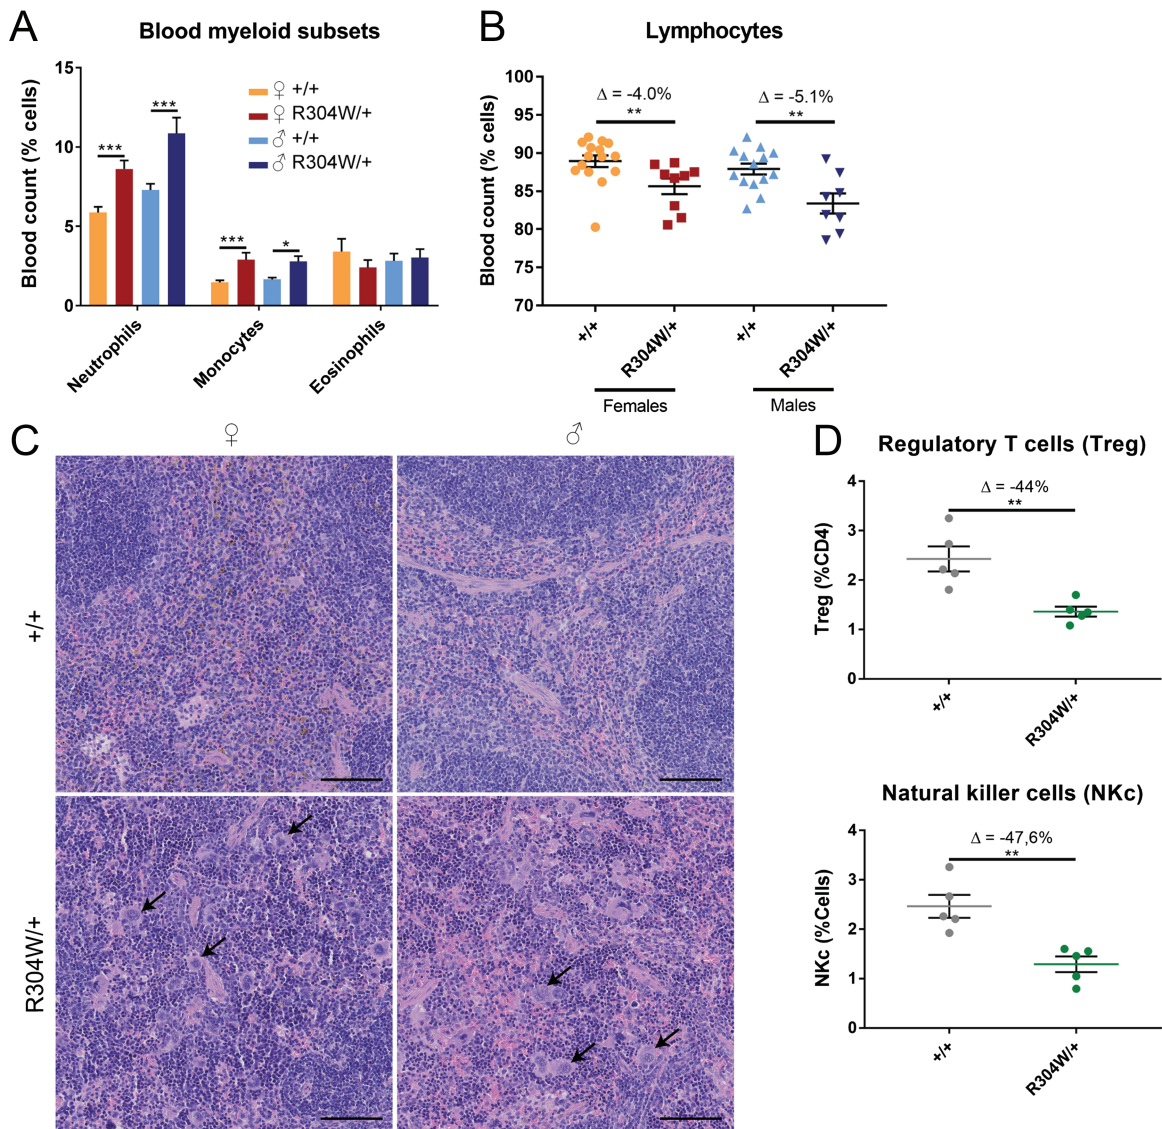 A
Blood myeloid subsets
Blood count (% cells)
15
10
5
0
***
***
***
*
♀ +/+
♀ R304W/+
♂ +/+
♂ R304W/+
Neutrophils
Monocytes
Eosinophils
B
Lymphocytes
Blood count (% cells)
100
95
90
85
80
75
70
Δ = -4.0%
**
Δ = -5.1%
**
+/+
R304W/+
+/+
R304W/+
Females
Males
C
♀
♂
+/+
R304W/+
D
Regulatory T cells (Treg)
Treg (%CD4)
4
3
2
1
0
Δ = -44%
**
+/+
R304W/+
Natural killer cells (NKc)
NKc (%Cells)
4
3
2
1
0
Δ = -47,6%
**
+/+
R304W/+